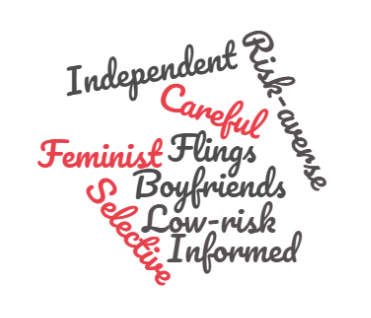 Independent
Risk-averse
Careful
Feminist
Flings
Boyfriends
Selective
Low-risk
Informed